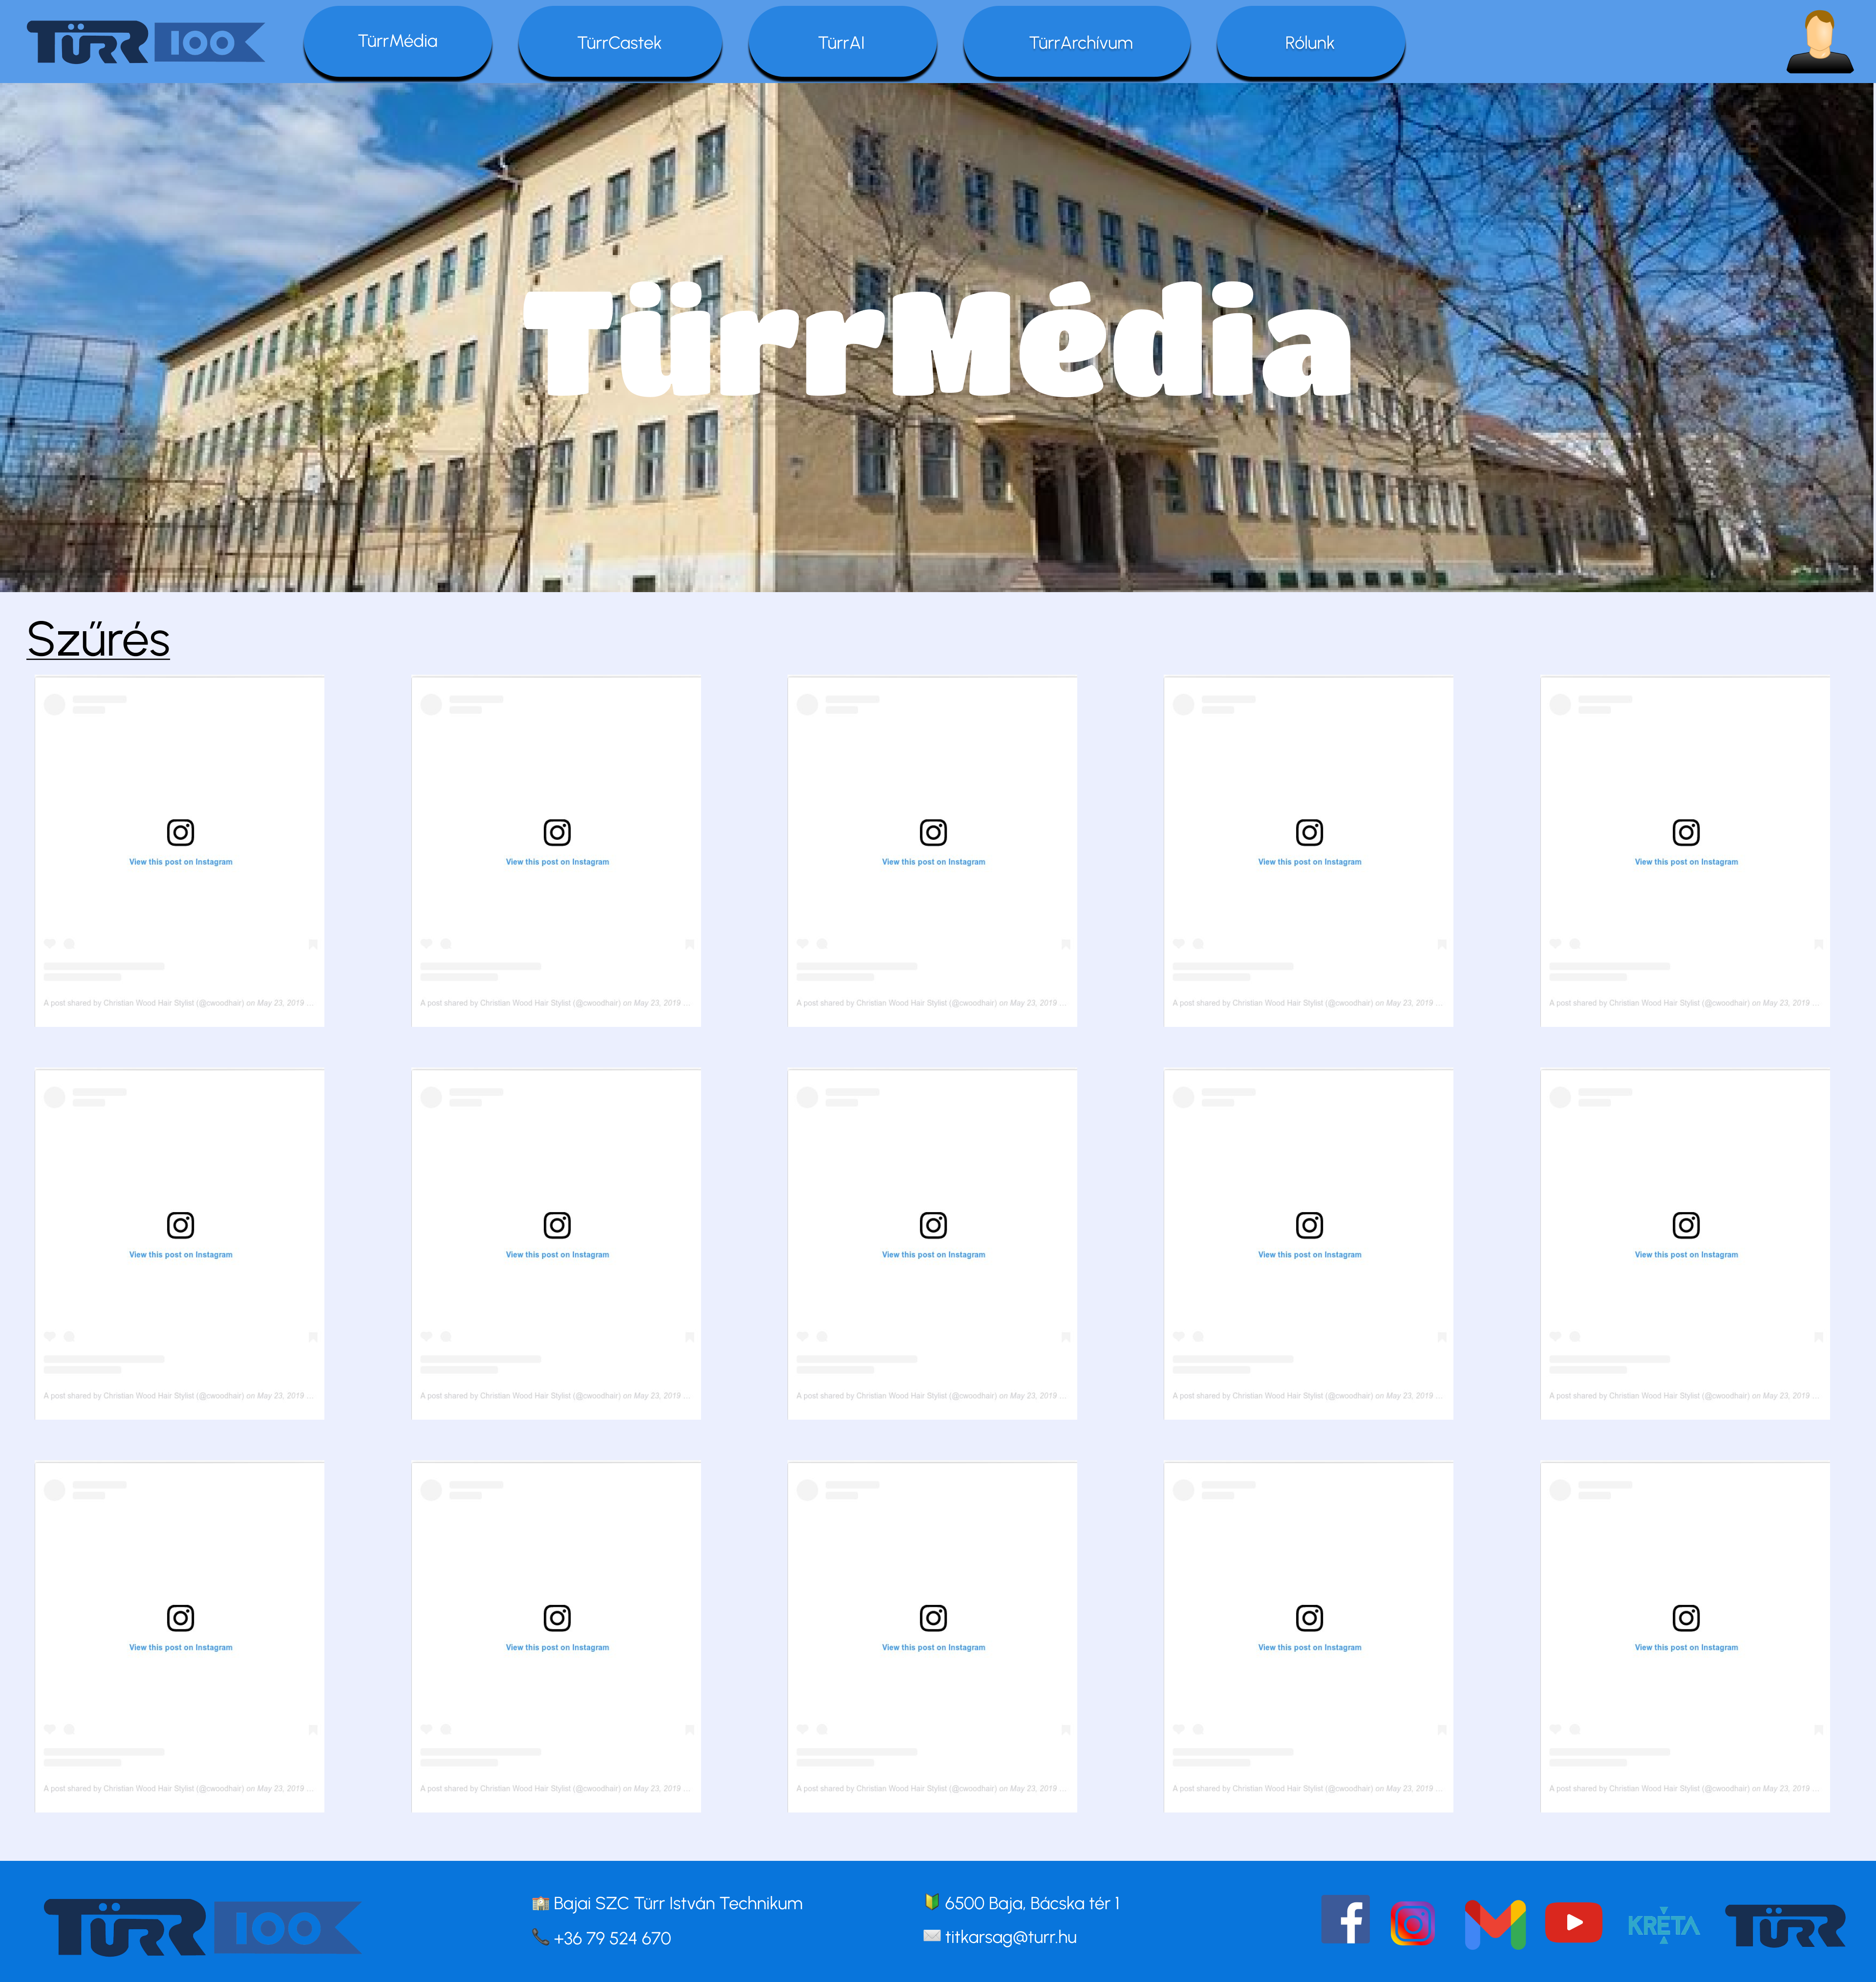 TÜRR 100
TürrMédia
TürrCastek
TürrAI
TürrArchívum
Rólunk
TürrMédia
Szűrés
View this post on Instagram
View this post on Instagram
View this post on Instagram
View this post on Instagram
View this post on Instagram
A post shared by Christian Wood Hair Stylist (@cwoodhair) on May 23, 2019 ...
A post shared by Christian Wood Hair Stylist (@cwoodhair) on May 23, 2019 ...
A post shared by Christian Wood Hair Stylist (@cwoodhair) on May 23, 2019 ...
A post shared by Christian Wood Hair Stylist (@cwoodhair) on May 23, 2019 ...
A post shared by Christian Wood Hair Stylist (@cwoodhair) on May 23, 2019 ...
View this post on Instagram
View this post on Instagram
View this post on Instagram
View this post on Instagram
View this post on Instagram
A post shared by Christian Wood Hair Stylist (@cwoodhair) on May 23, 2019 ...
A post shared by Christian Wood Hair Stylist (@cwoodhair) on May 23, 2019 ...
A post shared by Christian Wood Hair Stylist (@cwoodhair) on May 23, 2019 ...
A post shared by Christian Wood Hair Stylist (@cwoodhair) on May 23, 2019 ...
A post shared by Christian Wood Hair Stylist (@cwoodhair) on May 23, 2019 ...
View this post on Instagram
View this post on Instagram
View this post on Instagram
View this post on Instagram
View this post on Instagram
A post shared by Christian Wood Hair Stylist (@cwoodhair) on May 23, 2019 ...
A post shared by Christian Wood Hair Stylist (@cwoodhair) on May 23, 2019 ...
A post shared by Christian Wood Hair Stylist (@cwoodhair) on May 23, 2019 ...
A post shared by Christian Wood Hair Stylist (@cwoodhair) on May 23, 2019 ...
A post shared by Christian Wood Hair Stylist (@cwoodhair) on May 23, 2019 ...
TÜRR 100
Bajai SZC Türr István Technikum
+36 79 524 670
6500 Baja, Bácska tér 1
titkarsag@turr.hu
KRÉTA
TÜRR